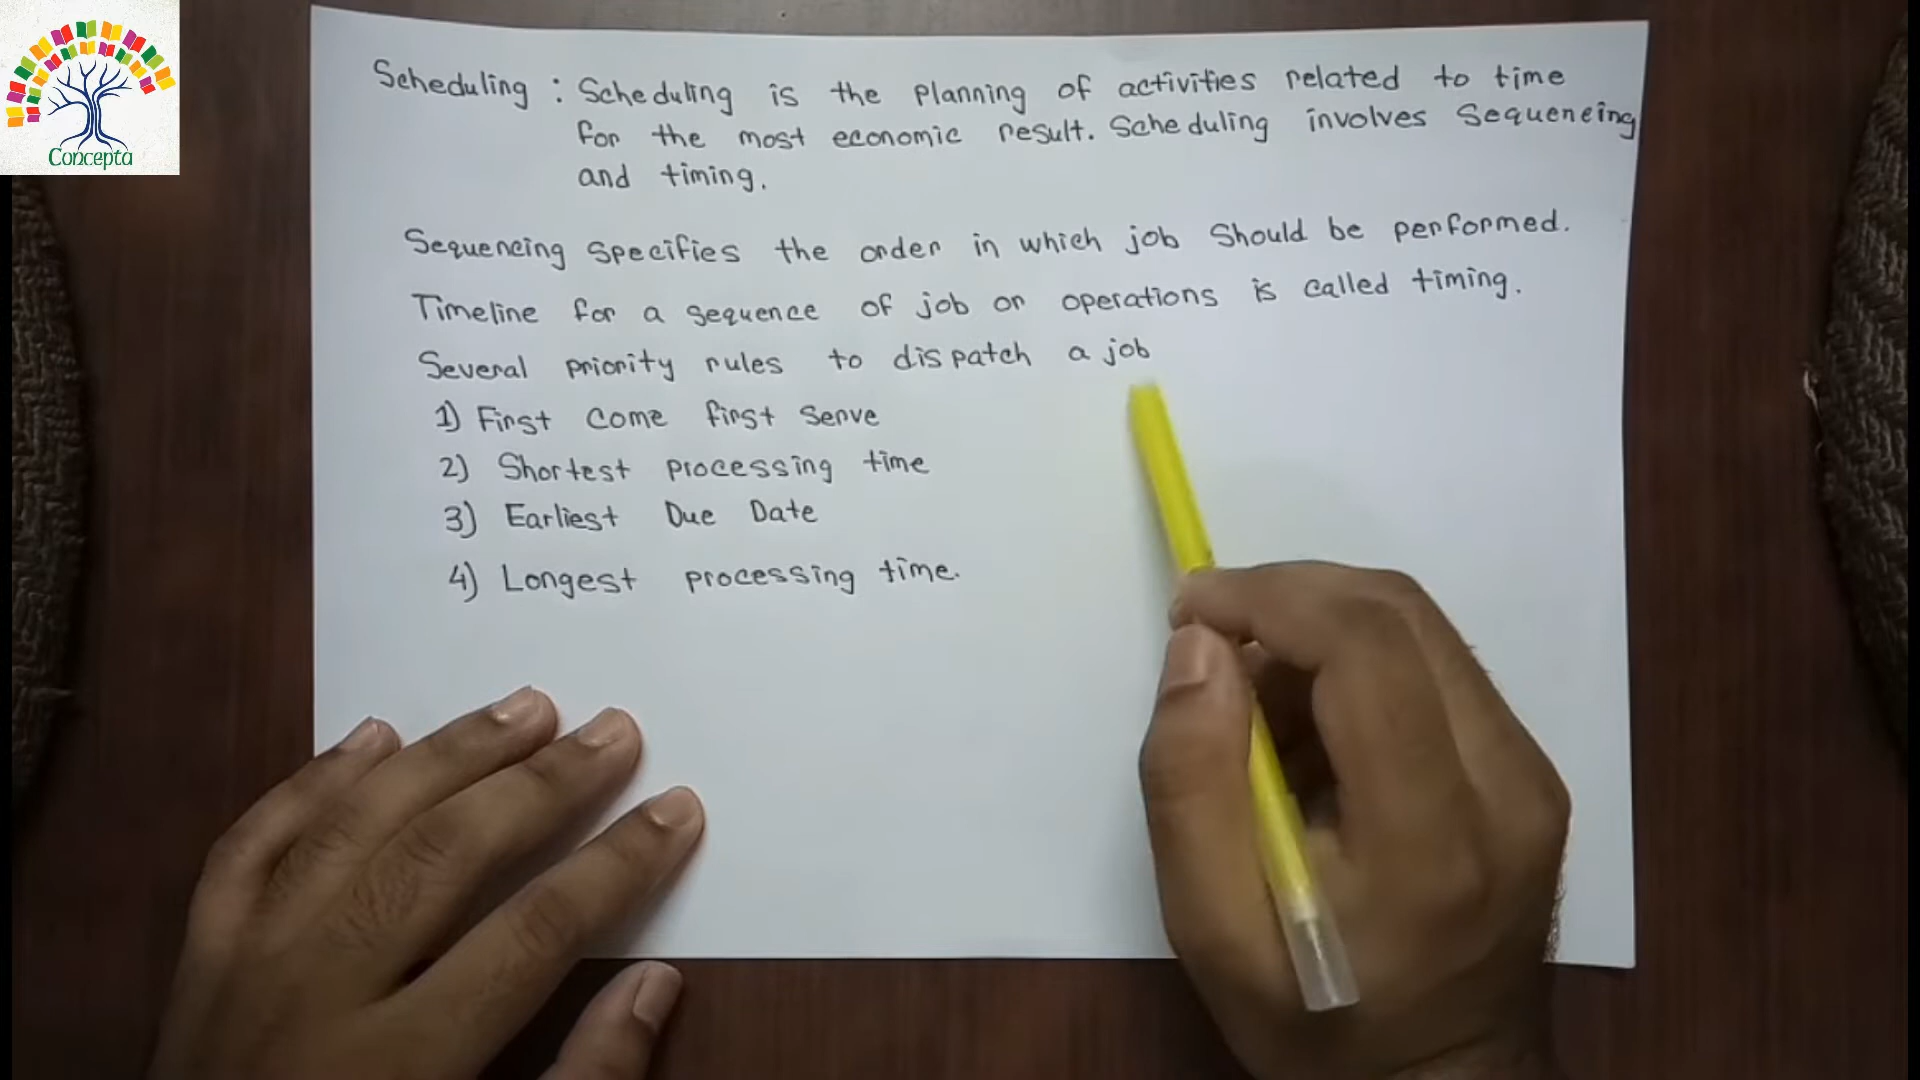 Concepta
Scheduling : Scheduling is the planning of activities related to time
for the most economic result. Scheduling involves Sequencing
and timing.
Sequencing specifies the order in which job should be performed.
Timeline for a sequence of job or operations is called timing.
Several priority rules to dispatch a job
1) First come first serve
2) Shortest processing time
3) Earliest Due Date
4) Longest processing time.